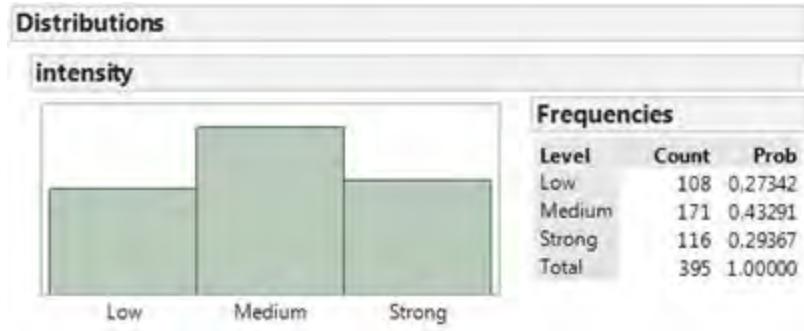 Distributions
intensity
Low Medium Strong
Frequencies
Level Count Prob
Low 108 0.27342
Medium 171 0.43291
Strong 116 0.29367
Total 395 1.00000